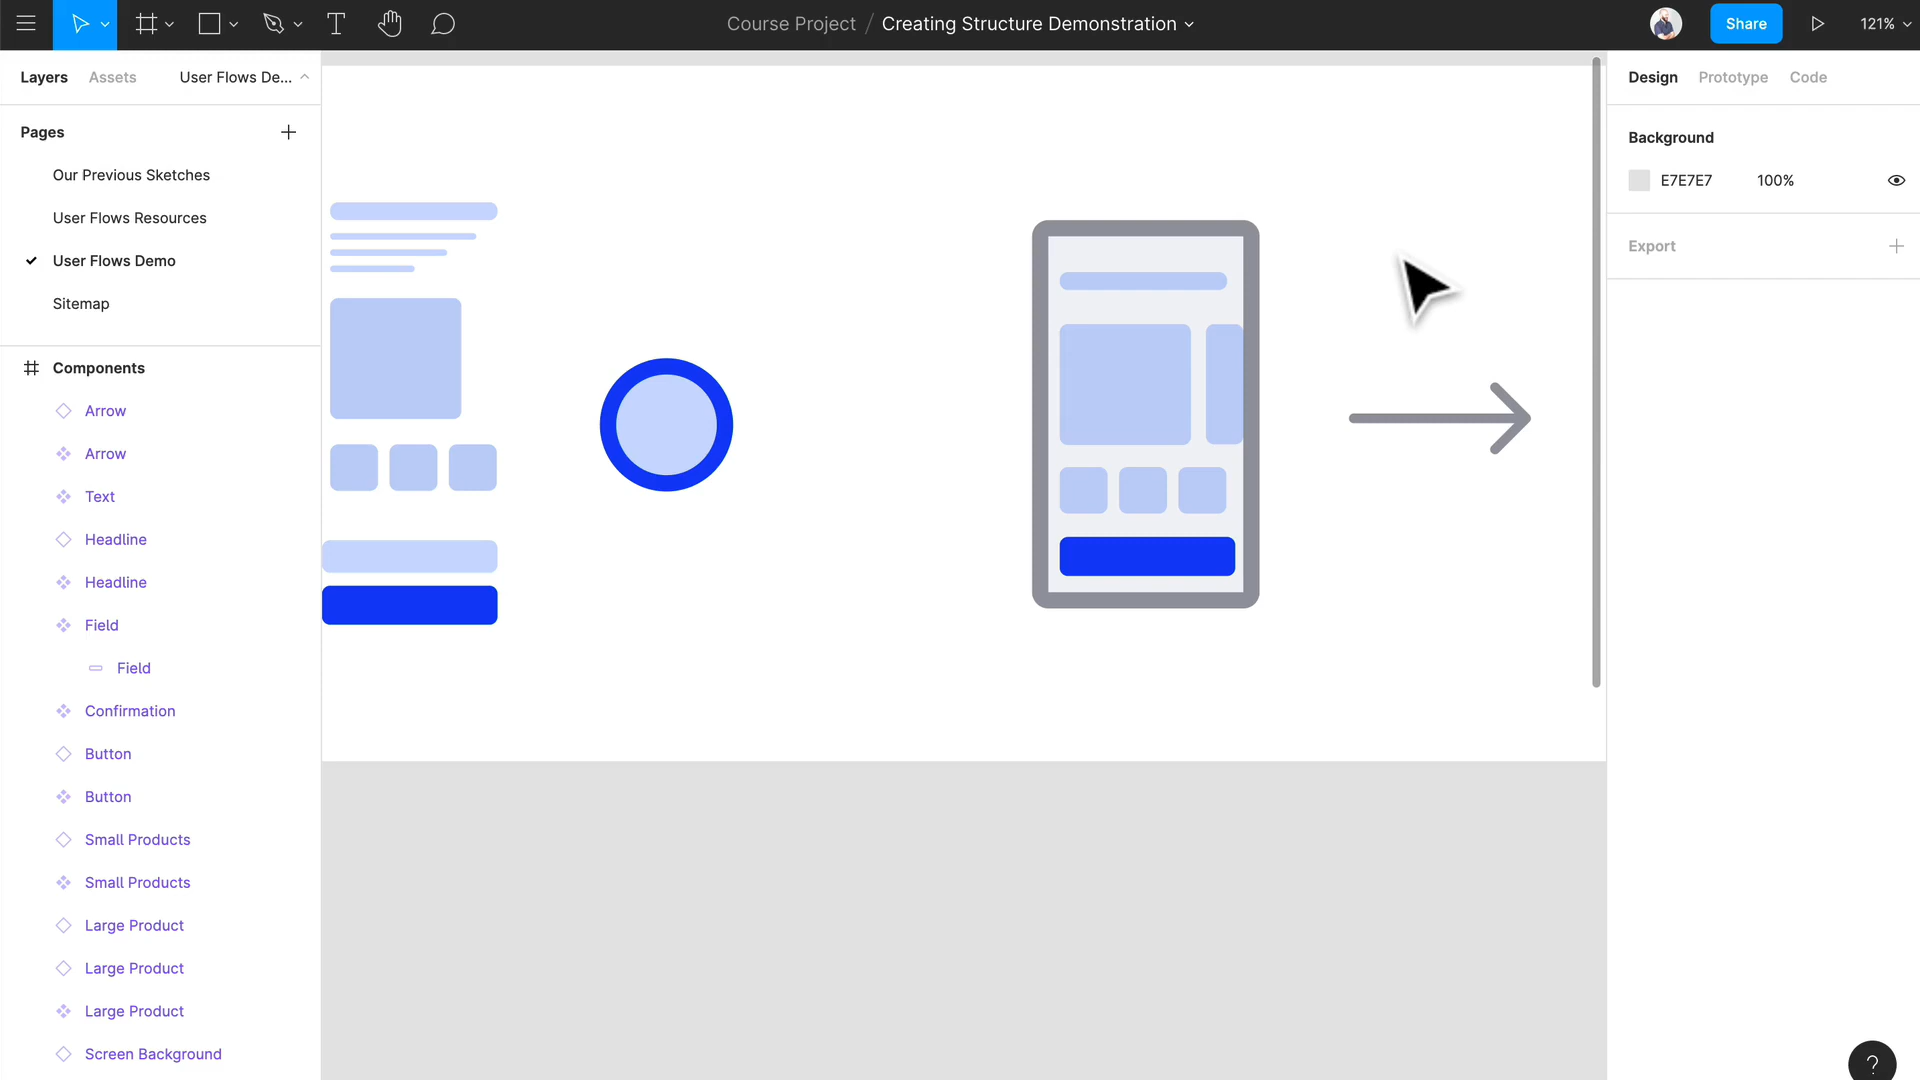 Course Project / Creating Structure Demonstration
Share
121%
Layers
Assets
User Flows De...
Design
Prototype
Code
Pages
Our Previous Sketches
User Flows Resources
User Flows Demo
Sitemap
Components
Arrow
Arrow
Text
Headline
Headline
Field
Field
Confirmation
Button
Button
Small Products
Small Products
Large Product
Large Product
Large Product
Screen Background
Background
E7E7E7 100%
Export
?